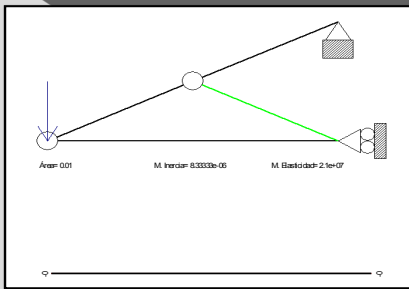 Área= 0.01 M. Inercia= 8.33333e-06 M. Elasticidad= 2.1e+07